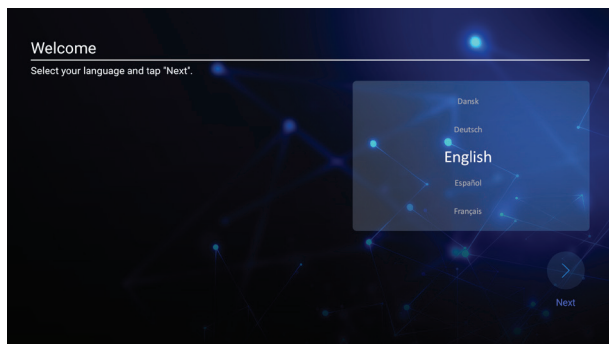 Welcome
Select your language and tap "Next".
Dansk
Deutsch
English
Español
Français
Next